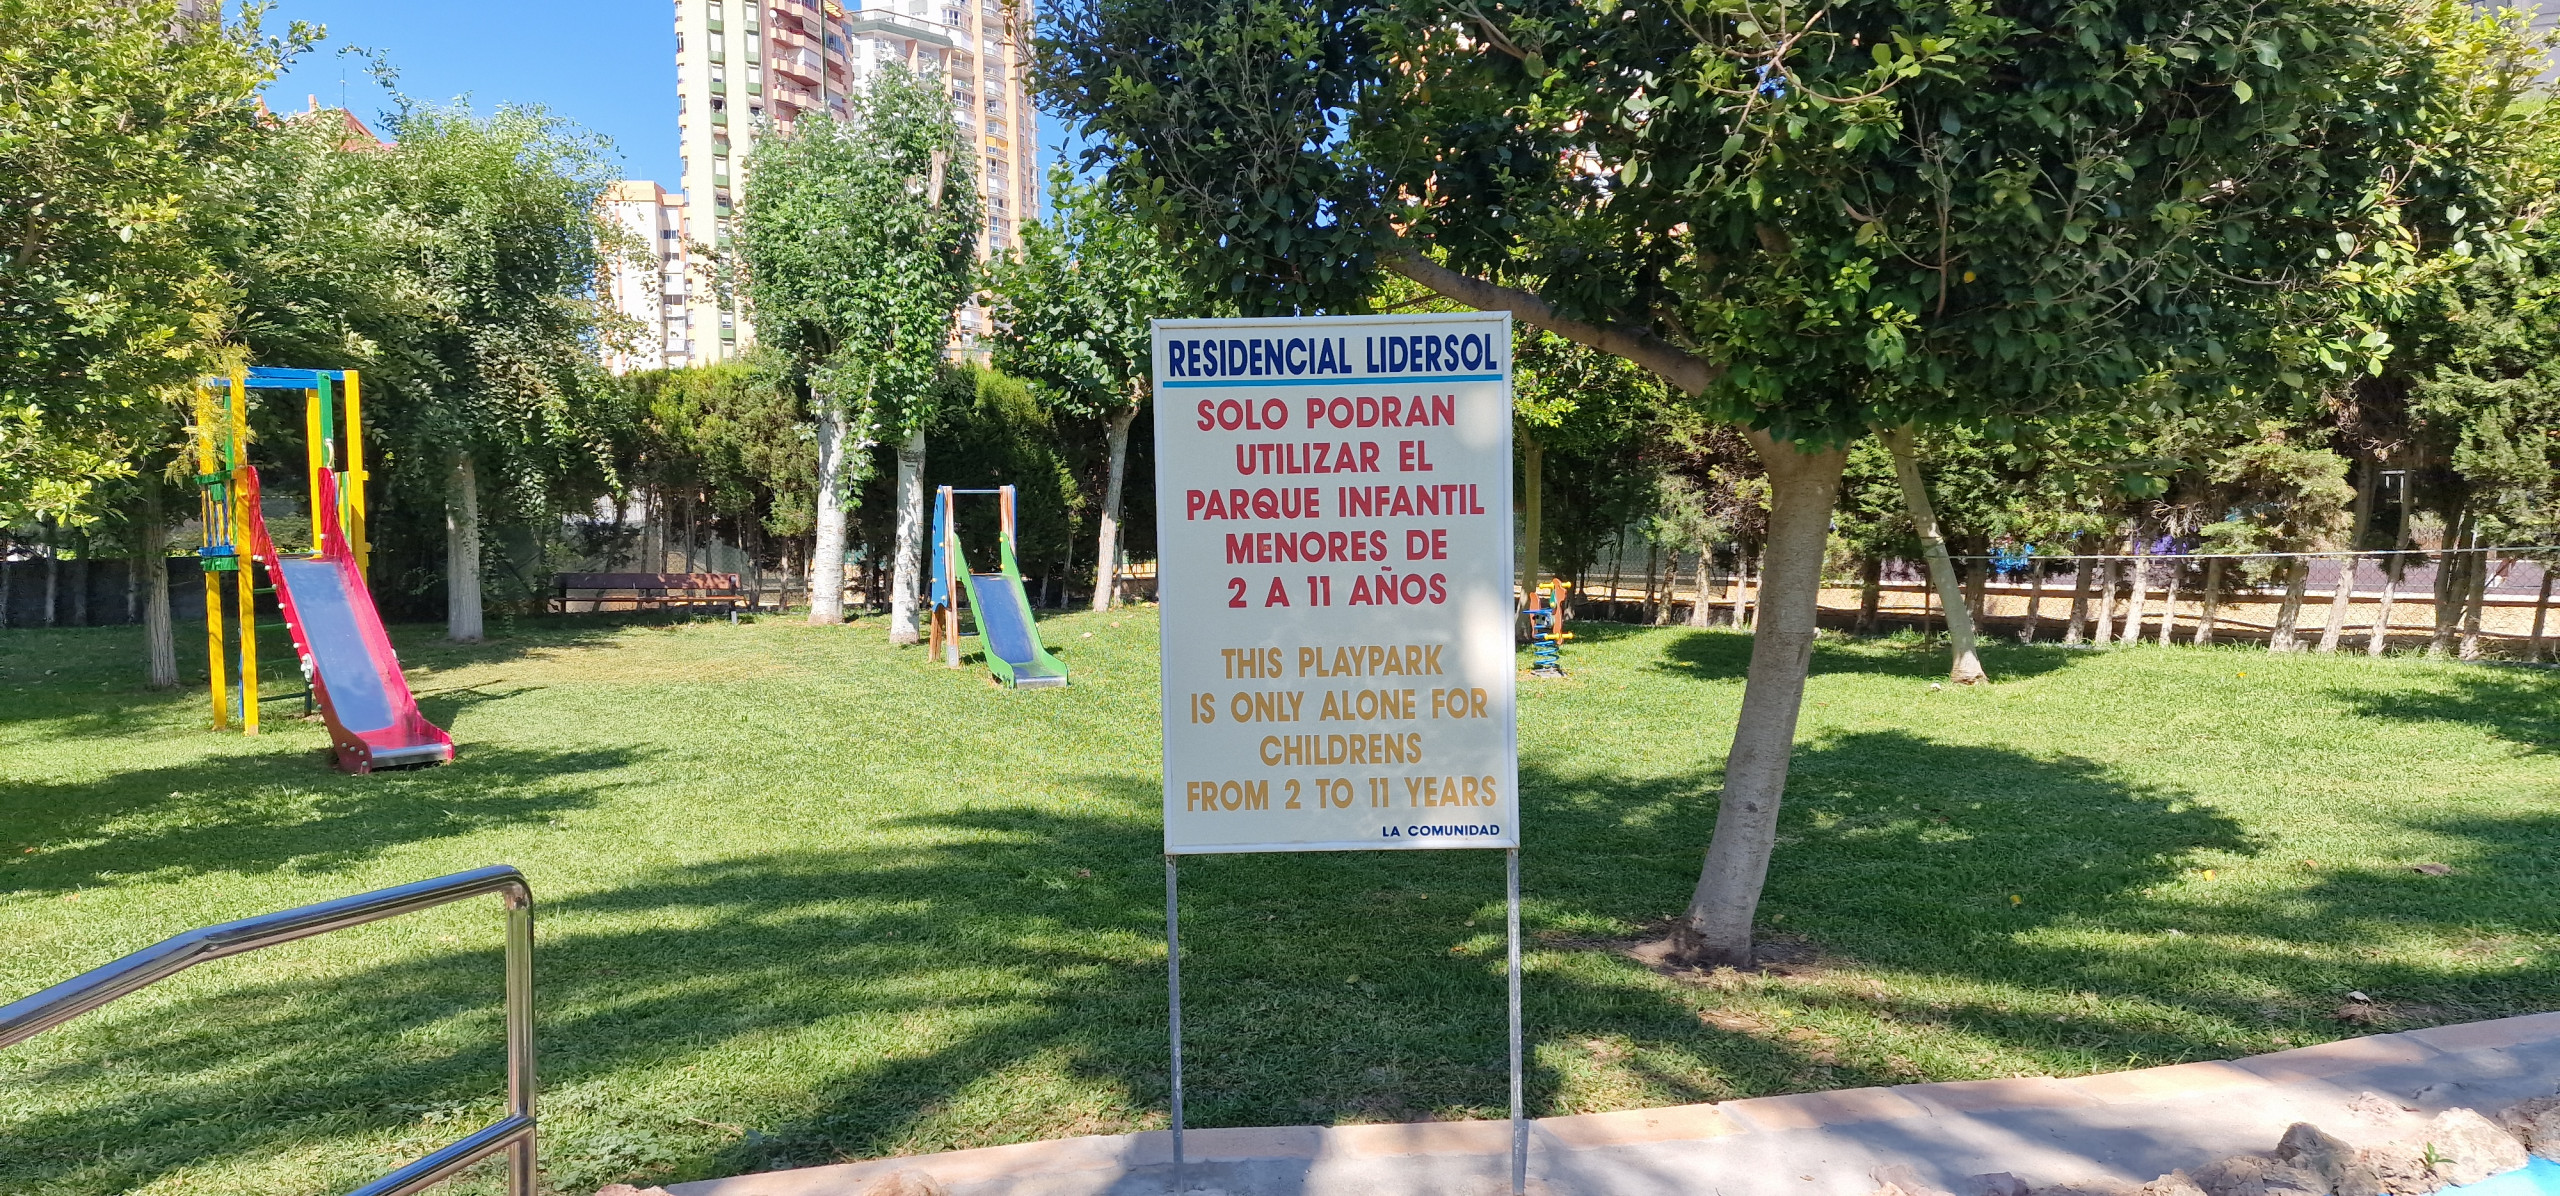 RESIDENCIAL LIDERSOL
SOLO PODRAN
UTILIZAR EL
PARQUE INFANTIL
MENORES DE
2 A 11 AÑOS
THIS PLAYPARK
IS ONLY ALONE FOR
CHILDRENS
FROM 2 TO 11 YEARS
LA COMUNIDAD